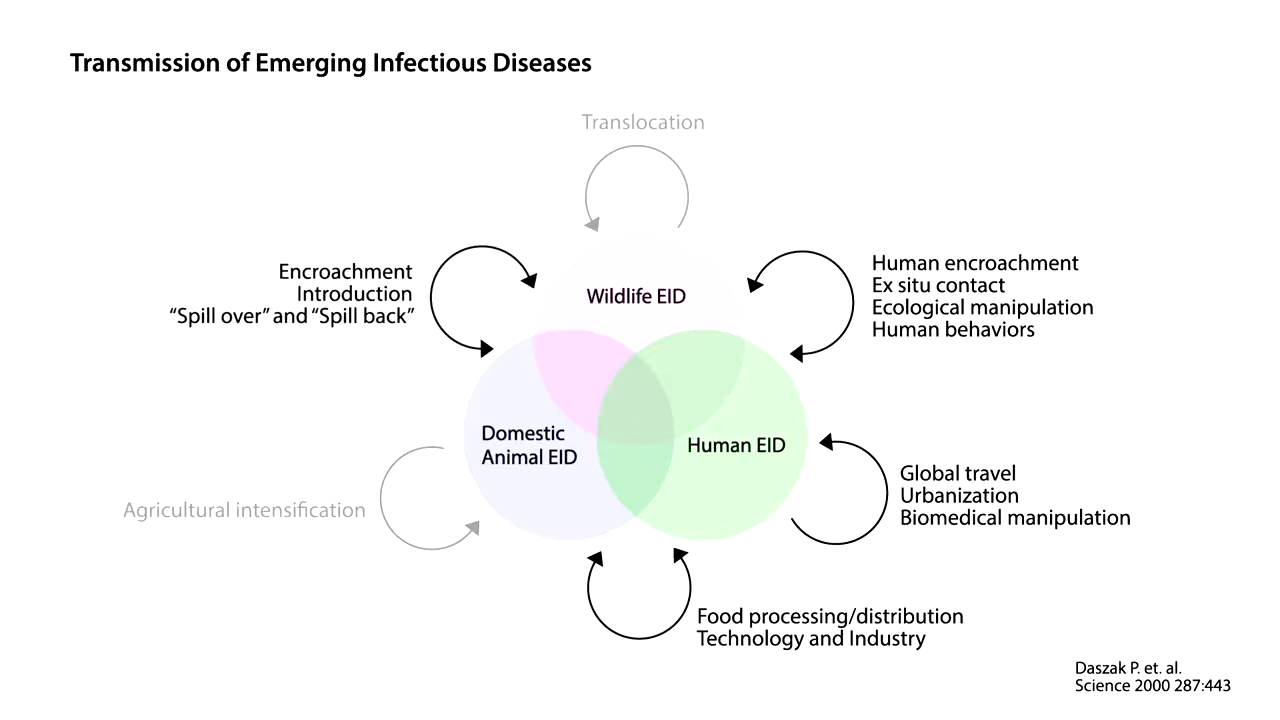 Transmission of Emerging Infectious Diseases
Translocation
Encroachment
Introduction
“Spill over” and “Spill back”
Wildlife EID
Human encroachment
Ex situ contact
Ecological manipulation
Human behaviors
Domestic
Animal EID
Human EID
Agricultural intensification
Global travel
Urbanization
Biomedical manipulation
Food processing/distribution
Technology and Industry
Daszak P. et. al.
Science 2000 287:443